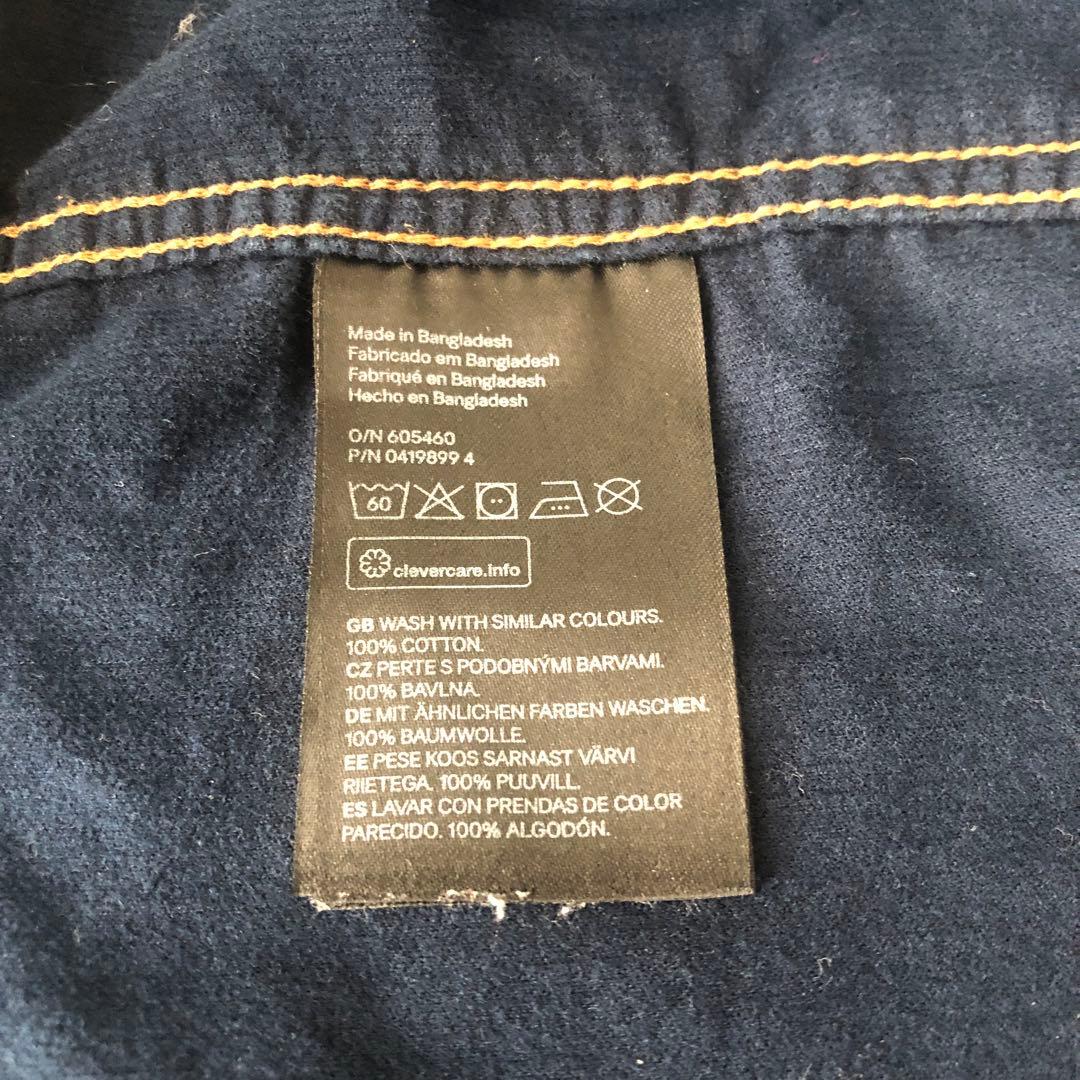 Made in Bangladesh
Fabricado em Bangladesh
Fabriqué en Bangladesh
Hecho en Bangladesh
O/N 605460
P/N 0419899 4
60
clevercare.info
GB WASH WITH SIMILAR COLOURS.
100% COTTON.
CZ PERTE S PODOBNÝMI BARVAMI.
100% BAVLNA.
DE MIT ÄHNLICHEN FARBEN WASCHEN.
100% BAUMWOLLE.
EE PESE KOOS SARNAST VÄRVI
RIIETEGA. 100% PUUVILL.
ES LAVAR CON PRENDAS DE COLOR
PARECIDO. 100% ALGODÓN.